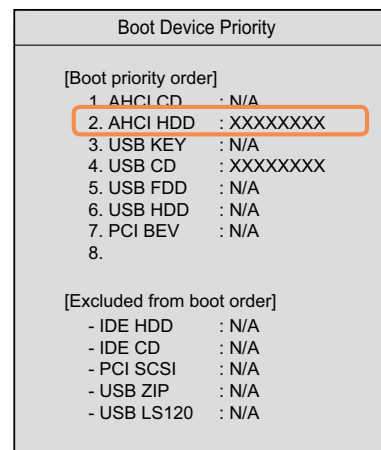 Boot Device Priority
[Boot priority order]
1. AHCI CD : N/A
2. AHCI HDD : XXXXXXXX
3. USB KEY : N/A
4. USB CD : XXXXXXXX
5. USB FDD : N/A
6. USB HDD : N/A
7. PCI BEV : N/A
8.
[Excluded from boot order]
- IDE HDD : N/A
- IDE CD : N/A
- PCI SCSI : N/A
- USB ZIP : N/A
- USB LS120 : N/A